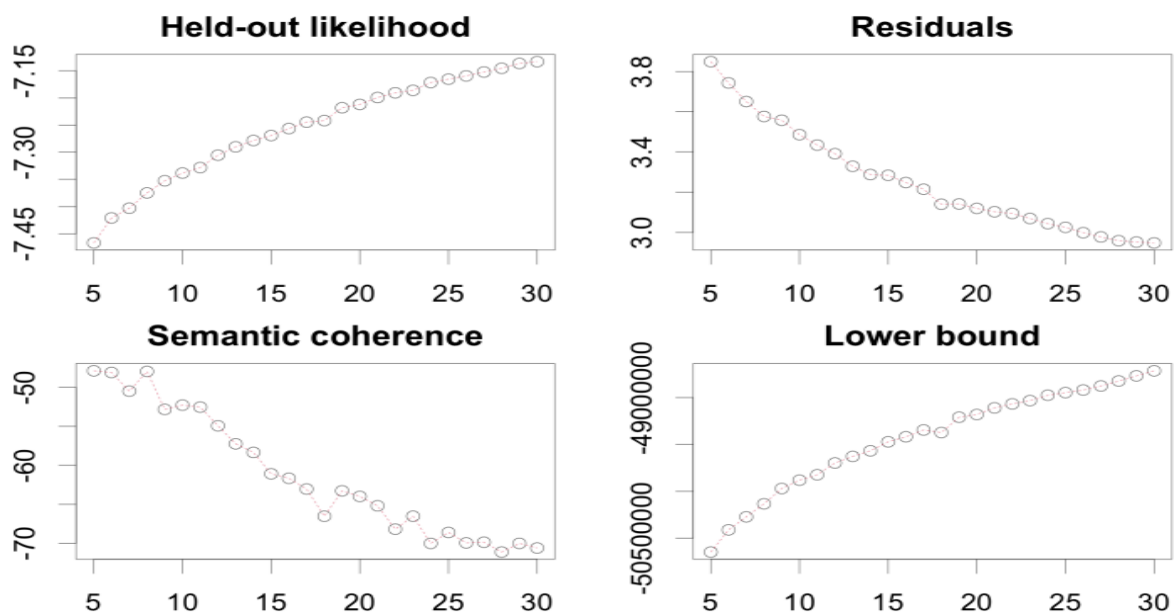 Held-out likelihood
-7.15
-7.30
-7.45
5 10 15 20 25 30
Residuals
3.8
3.4
3.0
5 10 15 20 25 30
Semantic coherence
-50
-60
-70
5 10 15 20 25 30
Lower bound
-49000000
-50500000
5 10 15 20 25 30